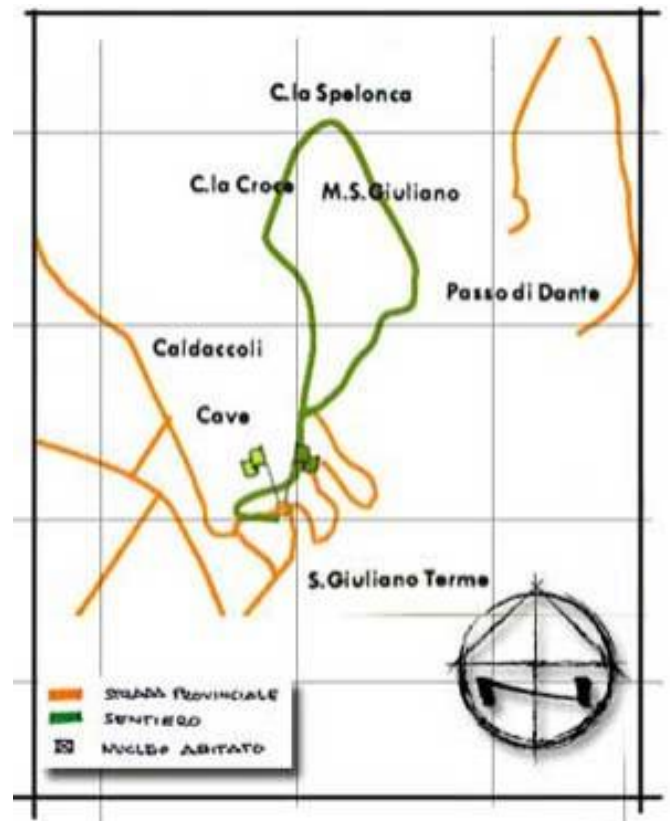 C.la Spelonca
C.la Croce
M.S.Giuliano
Passo di Dante
Caldaccoli
Cave
S.Giuliano Terme
STRADA PROVINCIALE
SENTIERO
NUCLEO ABITATO